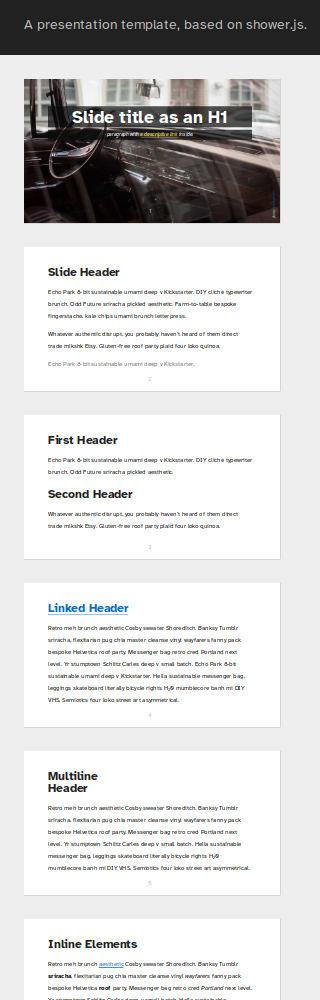 A presentation template, based on shower.js.
Slide title as an H1
paragraph with a descriptive link inside
1
Slide Header
Echo Park 8-bit sustainable umami deep v Kickstarter. DIY cliche typewriter
brunch. Odd Future sriracha pickled aesthetic. Farm-to-table bespoke
fingerstache, kale chips umami brunch letterpress.
Whatever authentic disrupt, you probably haven't heard of them direct
trade mlkshk Etsy. Gluten-free roof party plaid four loko quinoa.
Echo Park 8-bit sustainable umami deep v Kickstarter.
2
First Header
Echo Park 8-bit sustainable umami deep v Kickstarter. DIY cliche typewriter
brunch. Odd Future sriracha pickled aesthetic.
Second Header
Whatever authentic disrupt, you probably haven't heard of them direct
trade mlkshk Etsy. Gluten-free roof party plaid four loko quinoa.
3
Linked Header
Retro meh brunch aesthetic Cosby sweater Shoreditch. Banksy Tumblr
sriracha, flexitarian pug chia master cleanse vinyl wayfarers fanny pack
bespoke Helvetica roof party. Messenger bag retro cred Portland next
level. Yr stumptown Schlitz Carles deep v small batch. Echo Park 8-bit
sustainable umami deep v Kickstarter. Hella sustainable messenger bag,
leggings skateboard literally bicycle rights H₂0 mumblecore banh mi DIY
VHS. Semiotics four loko street art asymmetrical.
4
Multiline
Header
Retro meh brunch aesthetic Cosby sweater Shoreditch. Banksy Tumblr
sriracha, flexitarian pug chia master cleanse vinyl wayfarers fanny pack
bespoke Helvetica roof party. Messenger bag retro cred Portland next
level. Yr stumptown Schlitz Carles deep v small batch. Hella sustainable
messenger bag, leggings skateboard literally bicycle rights H₂0
mumblecore banh mi DIY VHS. Semiotics four loko street art asymmetrical.
5
Inline Elements
Retro meh brunch aesthetic Cosby sweater Shoreditch. Banksy Tumblr
sriracha, flexitarian pug chia master cleanse vinyl wayfarers fanny pack
bespoke Helvetica roof party. Messenger bag retro cred Portland next level.